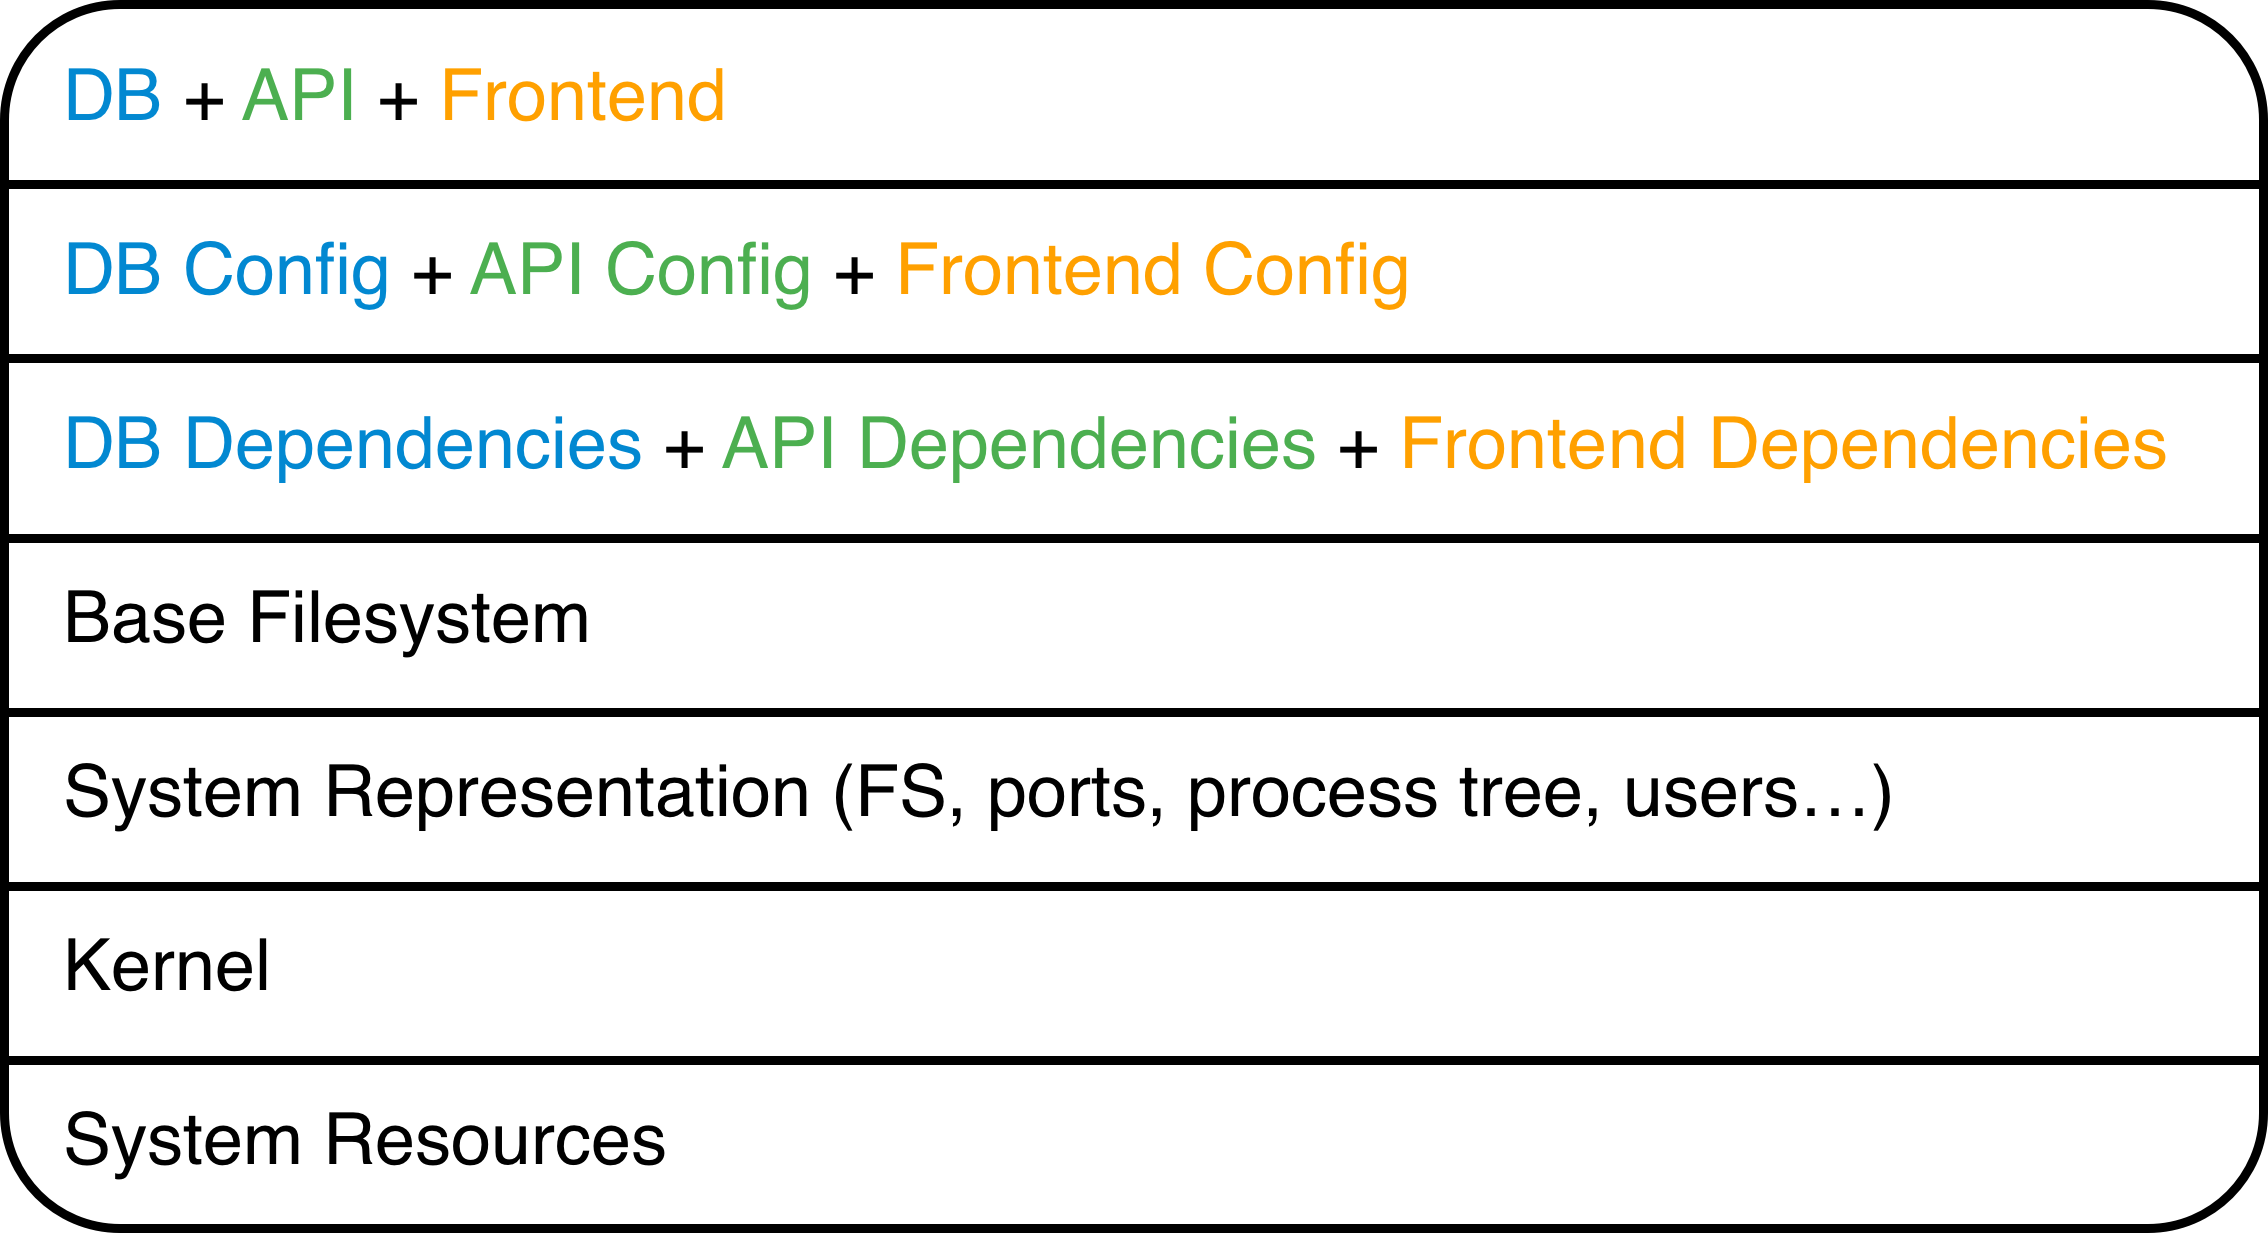 DB + API + Frontend
DB Config + API Config + Frontend Config
DB Dependencies + API Dependencies + Frontend Dependencies
Base Filesystem
System Representation (FS, ports, process tree, users…)
Kernel
System Resources